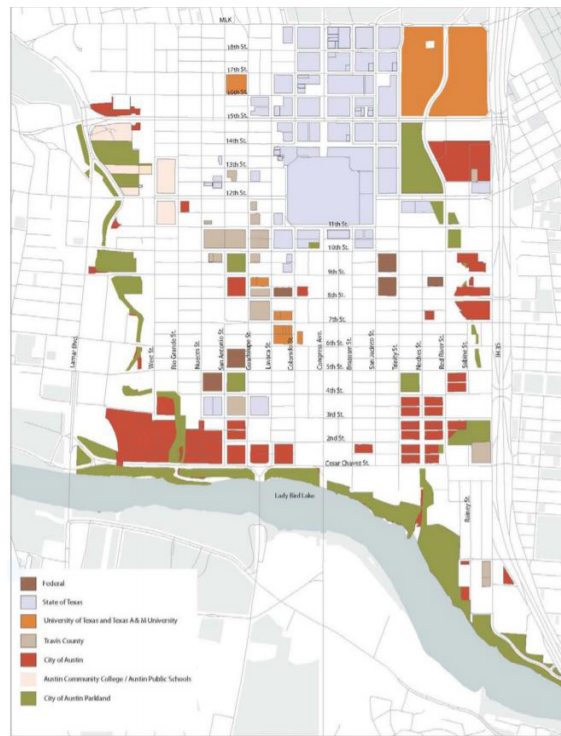 MLK
18th St.
17th St.
16th St.
15th St.
14th St.
13th St.
12th St.
11th St.
10th St.
9th St.
8th St.
7th St.
6th St.
5th St.
4th St.
3rd St.
2nd St.
Cesar Chavez St.
Lamar Blvd.
West St.
Rio Grande St.
Nueces St.
San Antonio St.
Guadalupe St.
Lavaca St.
Colorado St.
Congress Ave.
Brazos St.
San Jacinto St.
Trinity St.
Neches St.
Red River St.
Sabine St.
IH 35
Rainey St.
Lady Bird Lake
Federal
State of Texas
University of Texas and Texas A & M University
Travis County
City of Austin
Austin Community College / Austin Public Schools
City of Austin Parkland